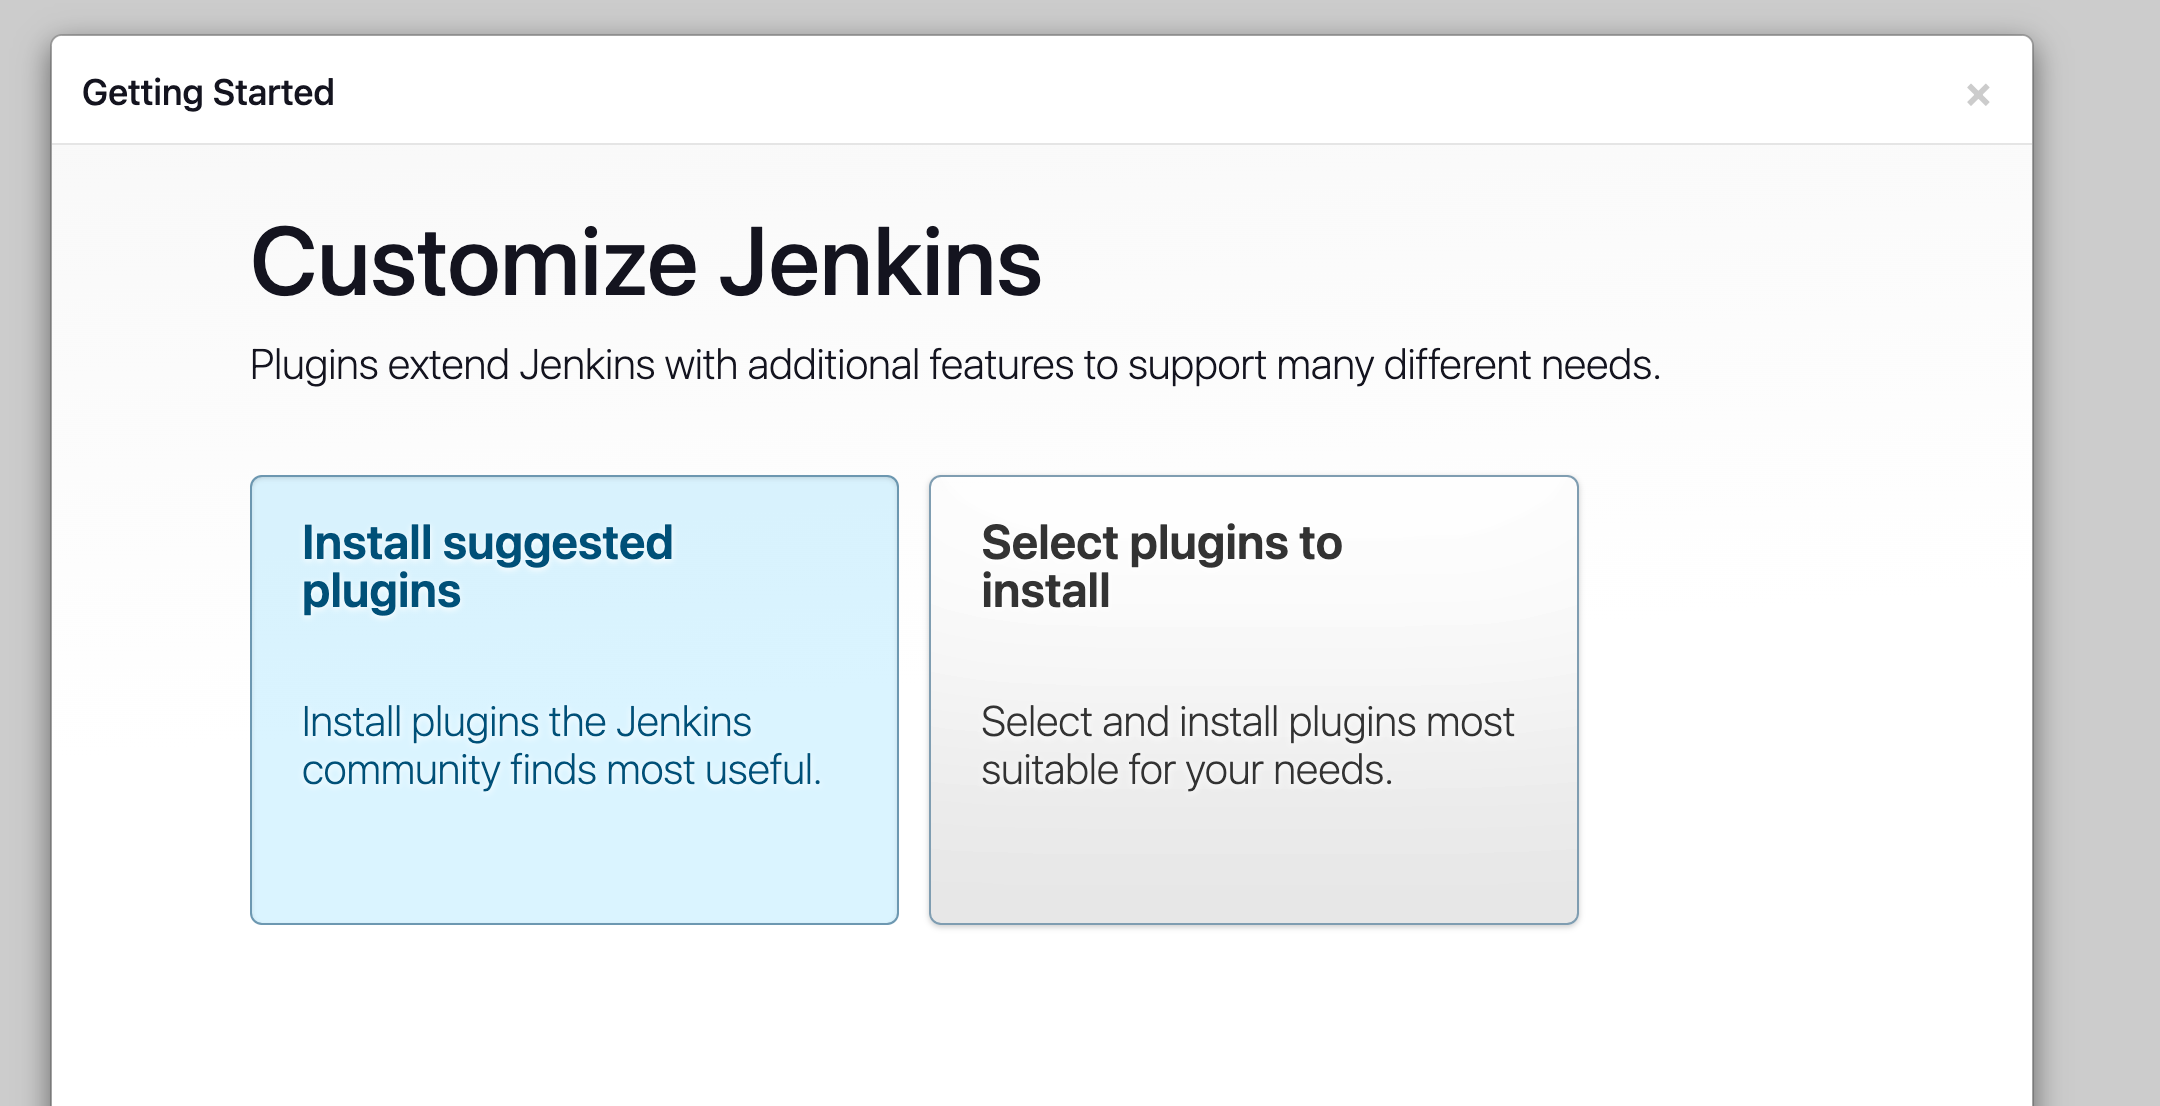 Getting Started
×
Customize Jenkins
Plugins extend Jenkins with additional features to support many different needs.
Install suggested
plugins
Install plugins the Jenkins
community finds most useful.
Select plugins to
install
Select and install plugins most
suitable for your needs.